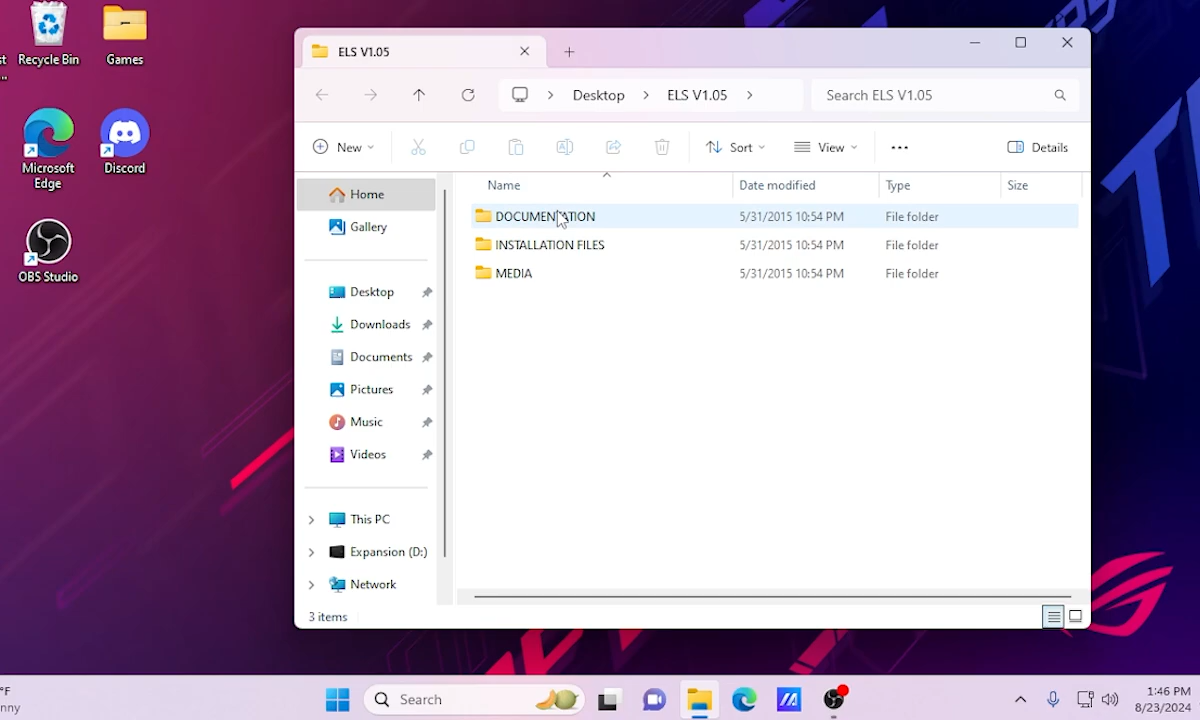 st
...
Recycle Bin
Games
Microsoft
Edge
Discord
OBS Studio
ELS V1.05
Desktop
ELS V1.05
Search ELS V1.05
New
Sort
View
Details
Name
Date modified
Type
Size
DOCUMENTATION
5/31/2015 10:54 PM
File folder
INSTALLATION FILES
5/31/2015 10:54 PM
File folder
MEDIA
5/31/2015 10:54 PM
File folder
Home
Gallery
Desktop
Downloads
Documents
Pictures
Music
Videos
This PC
Expansion (D:)
Network
3 items
°F
nny
Search
1:46 PM
8/23/2024